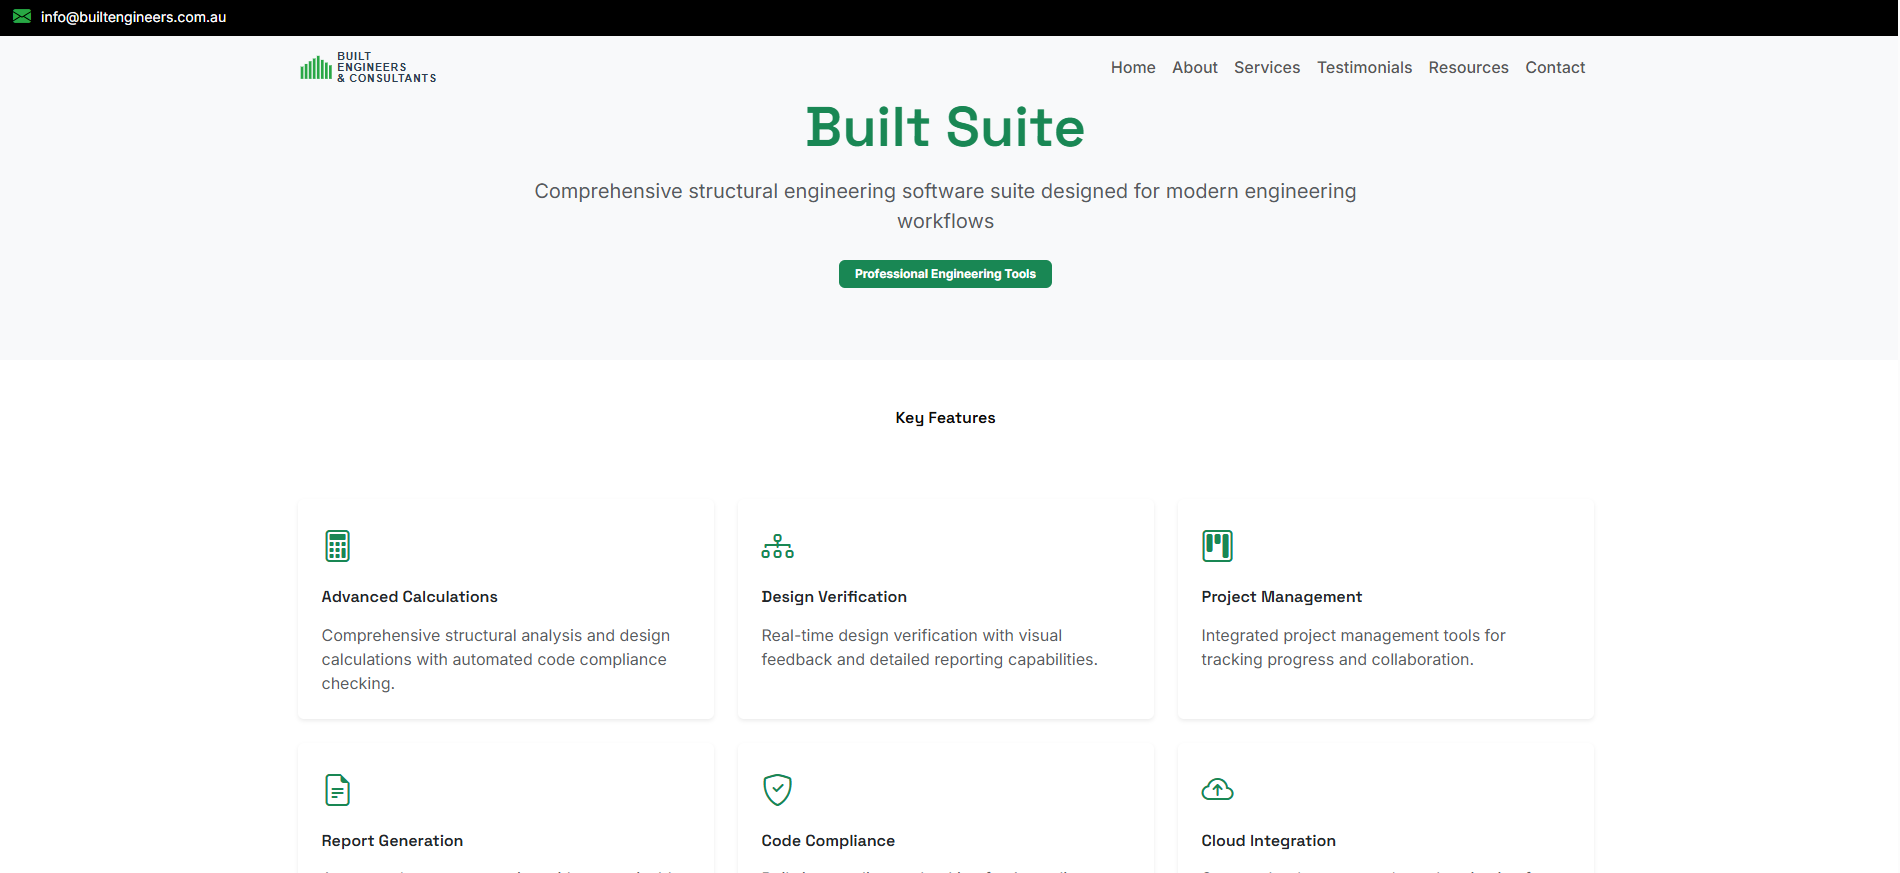 info@builtengineers.com.au
BUILT
ENGINEERS
& CONSULTANTS
Home About Services Testimonials Resources Contact
Built Suite
Comprehensive structural engineering software suite designed for modern engineering
workflows
Professional Engineering Tools
Key Features
Advanced Calculations
Comprehensive structural analysis and design
calculations with automated code compliance
checking.
Design Verification
Real-time design verification with visual
feedback and detailed reporting capabilities.
Project Management
Integrated project management tools for
tracking progress and collaboration.
Report Generation
Code Compliance
Cloud Integration